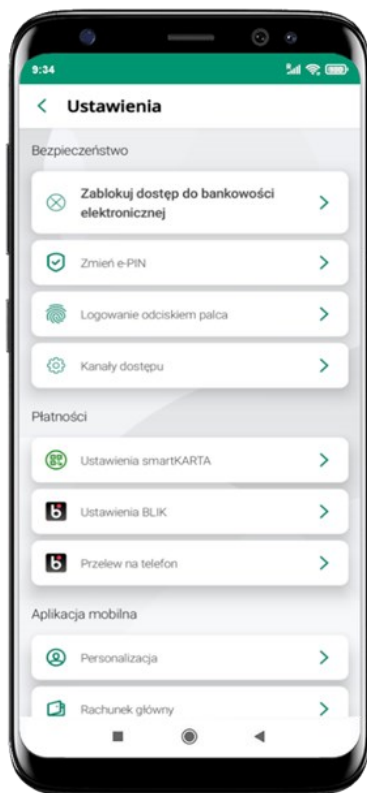 9:34
Ustawienia
Bezpieczeństwo
Zablokuj dostęp do bankowości
elektronicznej
Zmień e-PIN
Logowanie odciskiem palca
Kanały dostępu
Płatności
Ustawienia smartKARTA
Ustawienia BLIK
Przelew na telefon
Aplikacja mobilna
Personalizacja
Rachunek główny